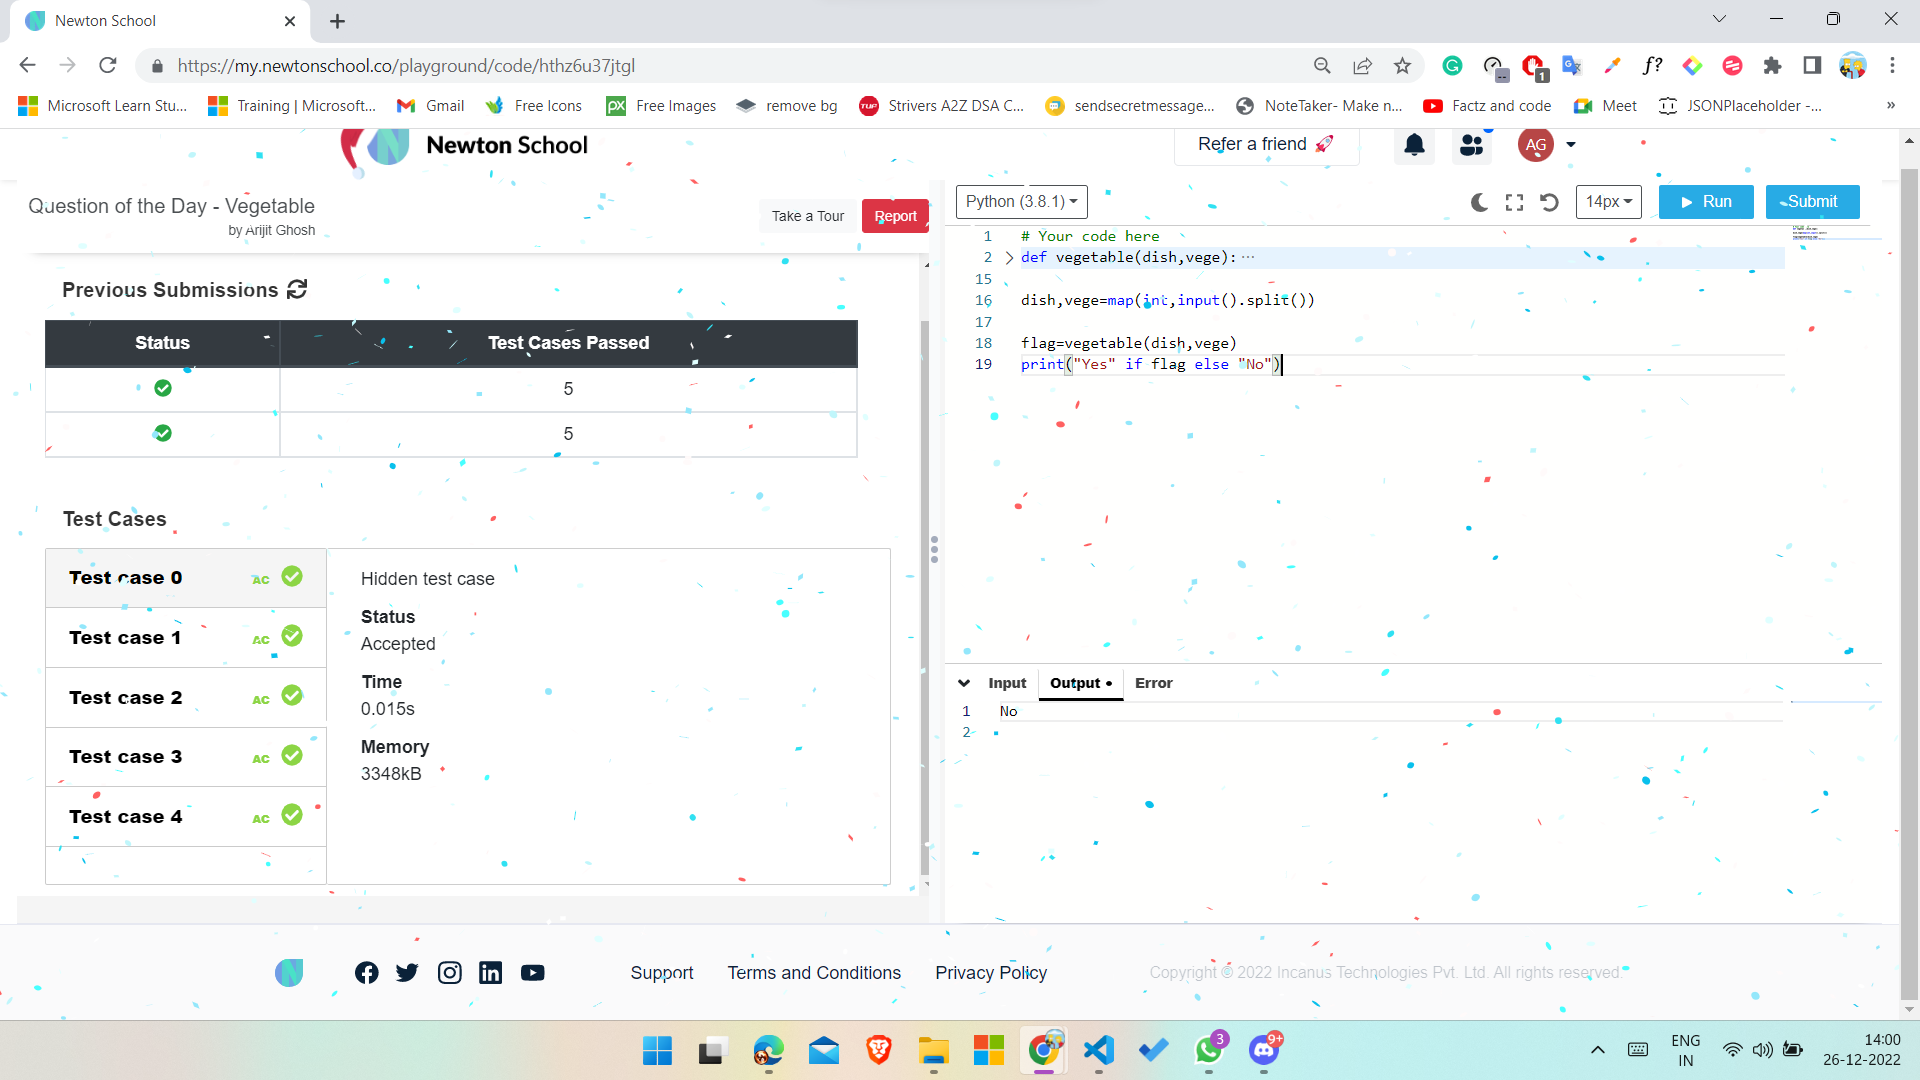 Newton School
https://my.newtonschool.co/playground/code/hthz6u37jtgl
Microsoft Learn Stu...
Training | Microsoft...
Gmail
Free Icons
Free Images
remove bg
Strivers A2Z DSA C...
sendsecretmessage...
NoteTaker- Make n...
Factz and code
Meet
JSONPlaceholder -...
»
Newton School
Refer a friend
AG
Question of the Day - Vegetable
by Arijit Ghosh
Take a Tour
Report
Previous Submissions
Status Test Cases Passed
5
5
Test Cases
Test case 0 AC
Test case 1 AC
Test case 2 AC
Test case 3 AC
Test case 4 AC
Hidden test case
Status
Accepted
Time
0.015s
Memory
3348kB
Python (3.8.1)
14px
Run
Submit
1 # Your code here
2 def vegetable(dish,vege):···
15
16 dish,vege=map(int,input().split())
17
18 flag=vegetable(dish,vege)
19 print("Yes" if flag else "No")
Input Output • Error
1 No
2
Support Terms and Conditions Privacy Policy
Copyright © 2022 Incanus Technologies Pvt. Ltd. All rights reserved.
3
9+
ENG
IN
14:00
26-12-2022